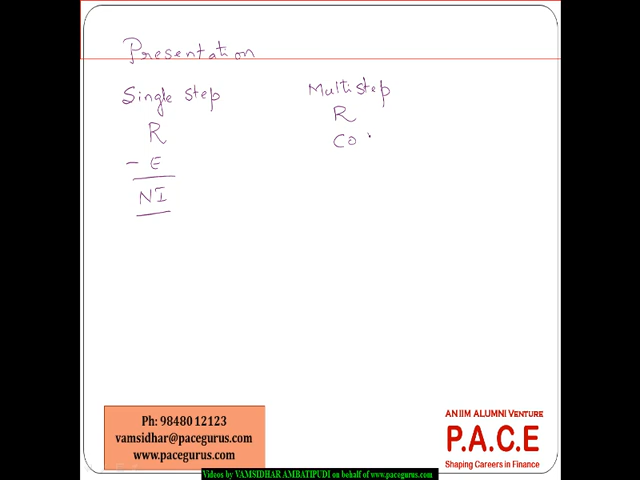 Presentation
Single step
R
- E
NI
Multistep
R
CO
Ph: 98480 12123
vamsidhar@pacegurus.com
www.pacegurus.com
AN IIM ALUMNI VENTURE
P.A.C.E
Shaping Careers in Finance
Videos by VAMSIDHAR AMBATIPUDI on behalf of www.pacegurus.com